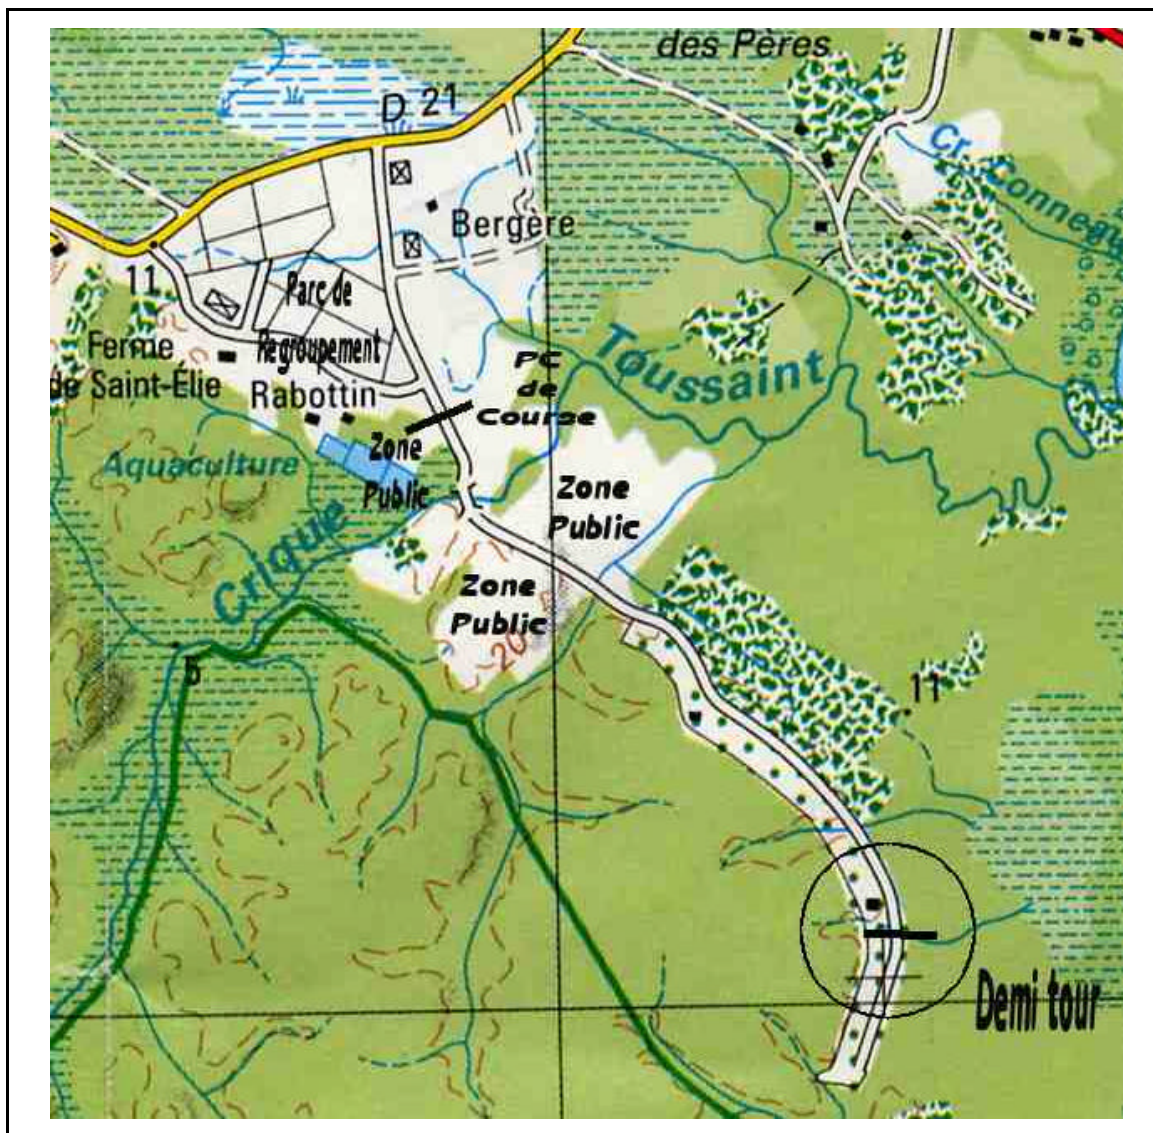 des Pères
D 21
Cr. Conneau
Bergère
11
Parc de
Regroupement
Ferme
de Saint-Élie
Rabottin
PC
de
Course
Toussaint
Zone
Public
Aquaculture
Crique
Zone
Public
Zone
Public
20
5
11
Demi tour